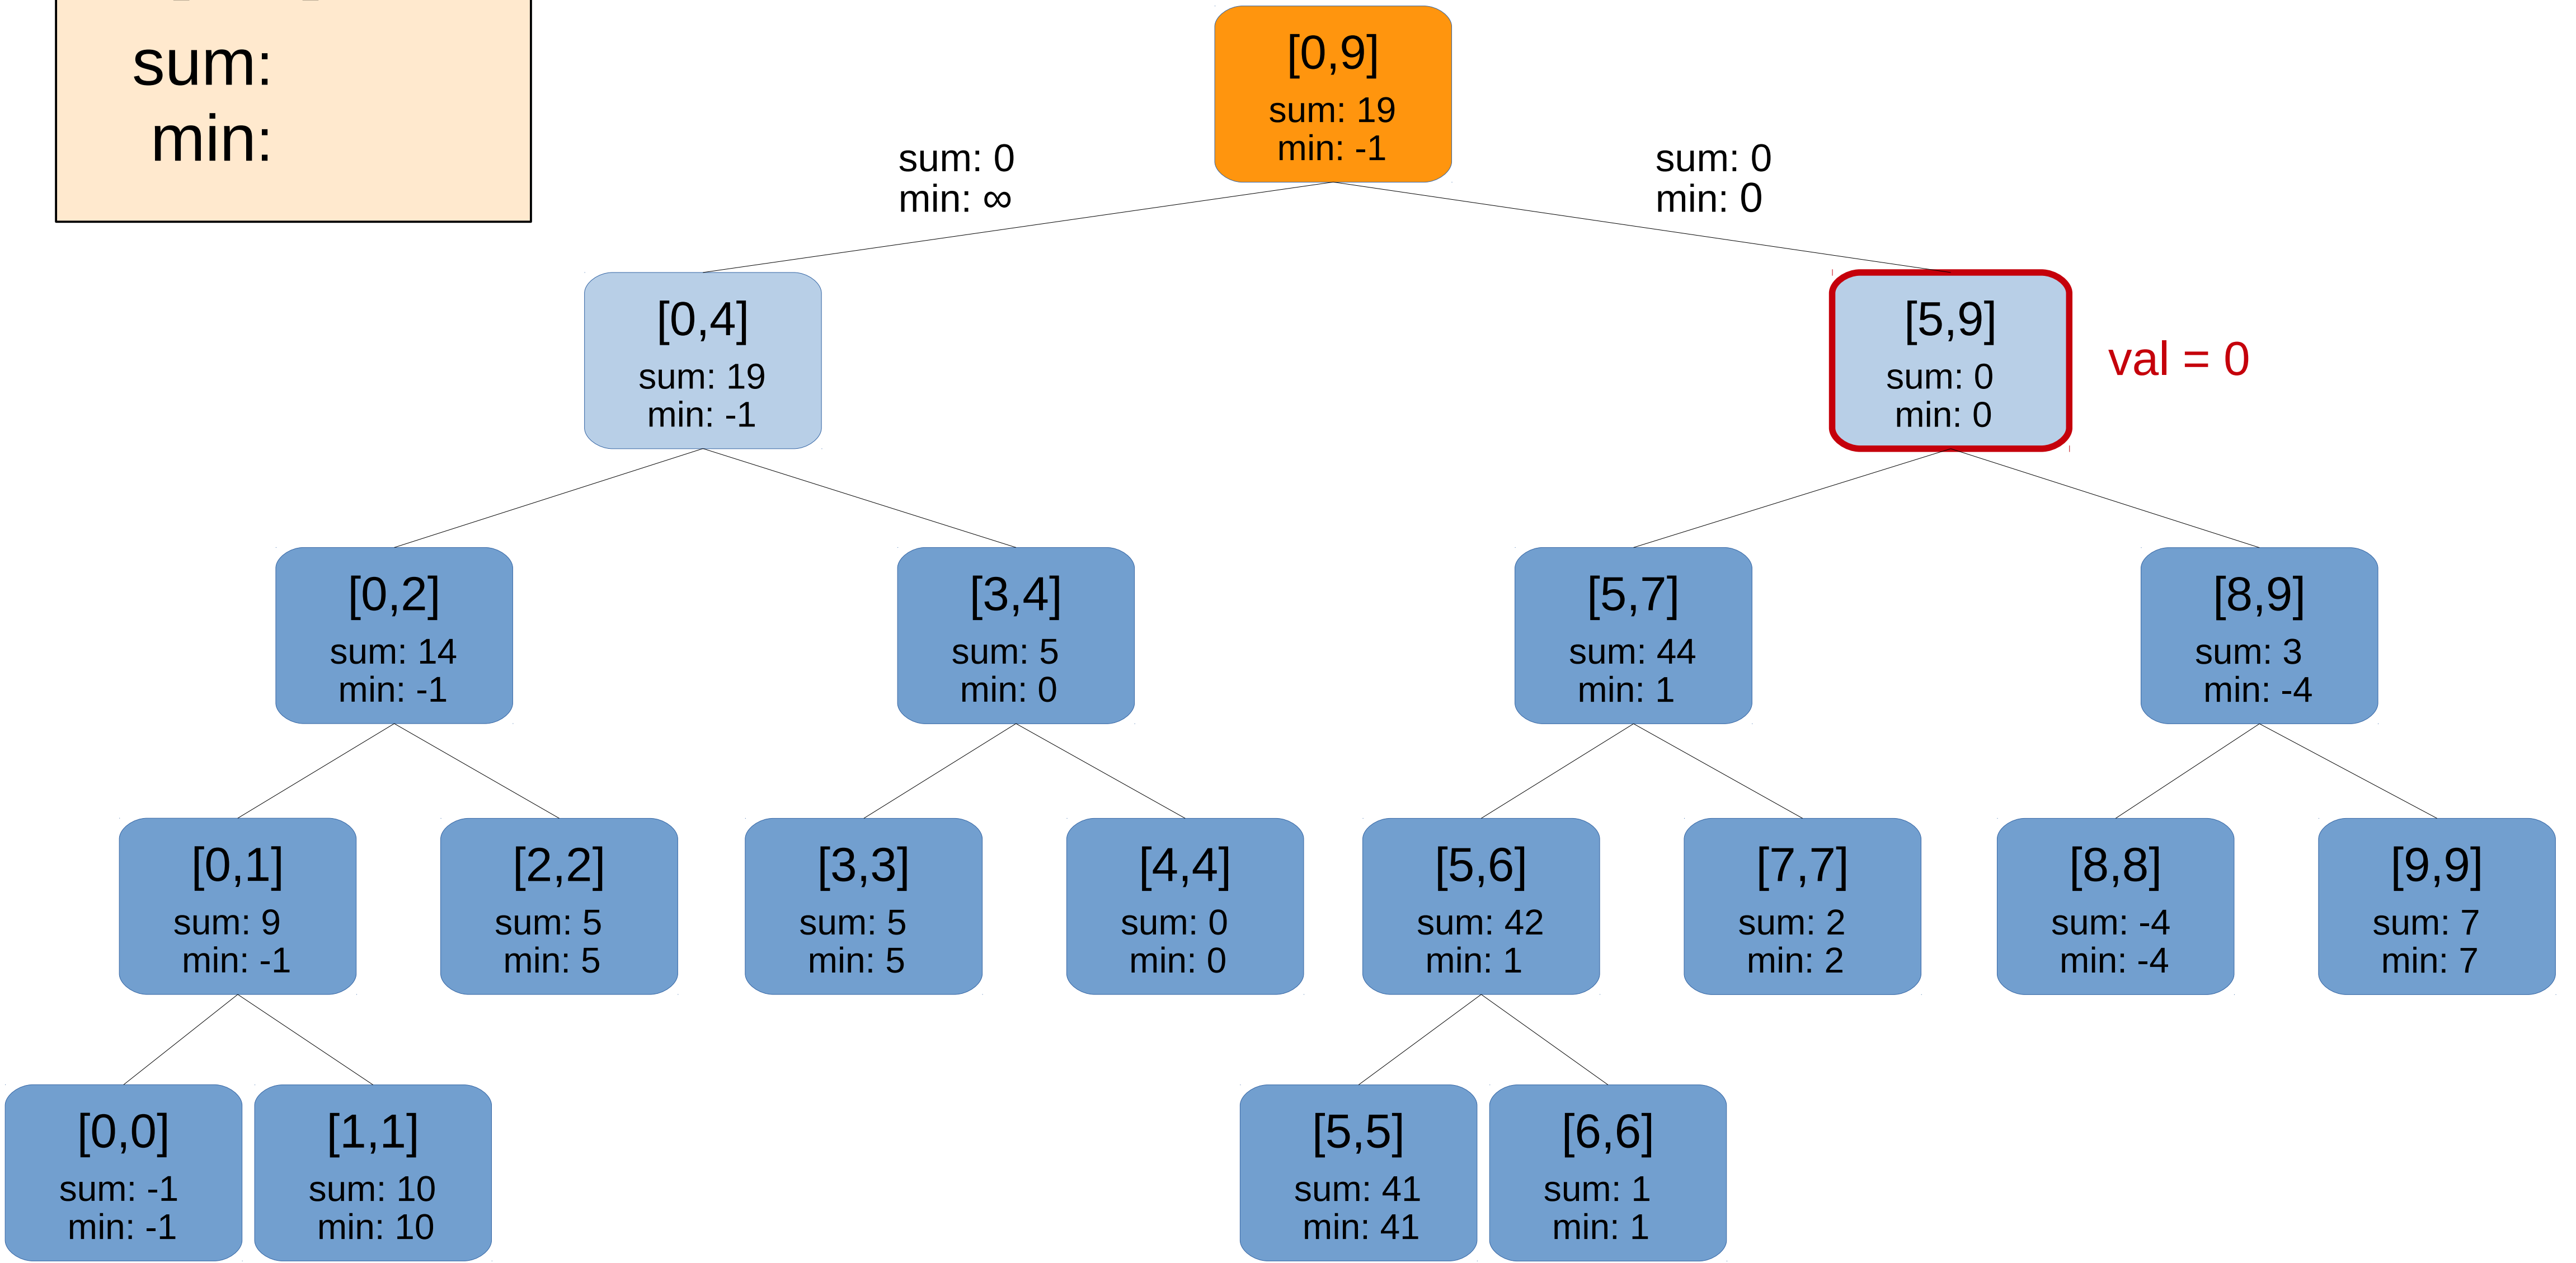 sum:
min:
[0,9]
sum: 19
min: -1
sum: 0
min: ∞
sum: 0
min: 0
[0,4]
sum: 19
min: -1
[5,9]
sum: 0
min: 0
val = 0
[0,2]
sum: 14
min: -1
[3,4]
sum: 5
min: 0
[5,7]
sum: 44
min: 1
[8,9]
sum: 3
min: -4
[0,1]
sum: 9
min: -1
[2,2]
sum: 5
min: 5
[3,3]
sum: 5
min: 5
[4,4]
sum: 0
min: 0
[5,6]
sum: 42
min: 1
[7,7]
sum: 2
min: 2
[8,8]
sum: -4
min: -4
[9,9]
sum: 7
min: 7
[0,0]
sum: -1
min: -1
[1,1]
sum: 10
min: 10
[5,5]
sum: 41
min: 41
[6,6]
sum: 1
min: 1